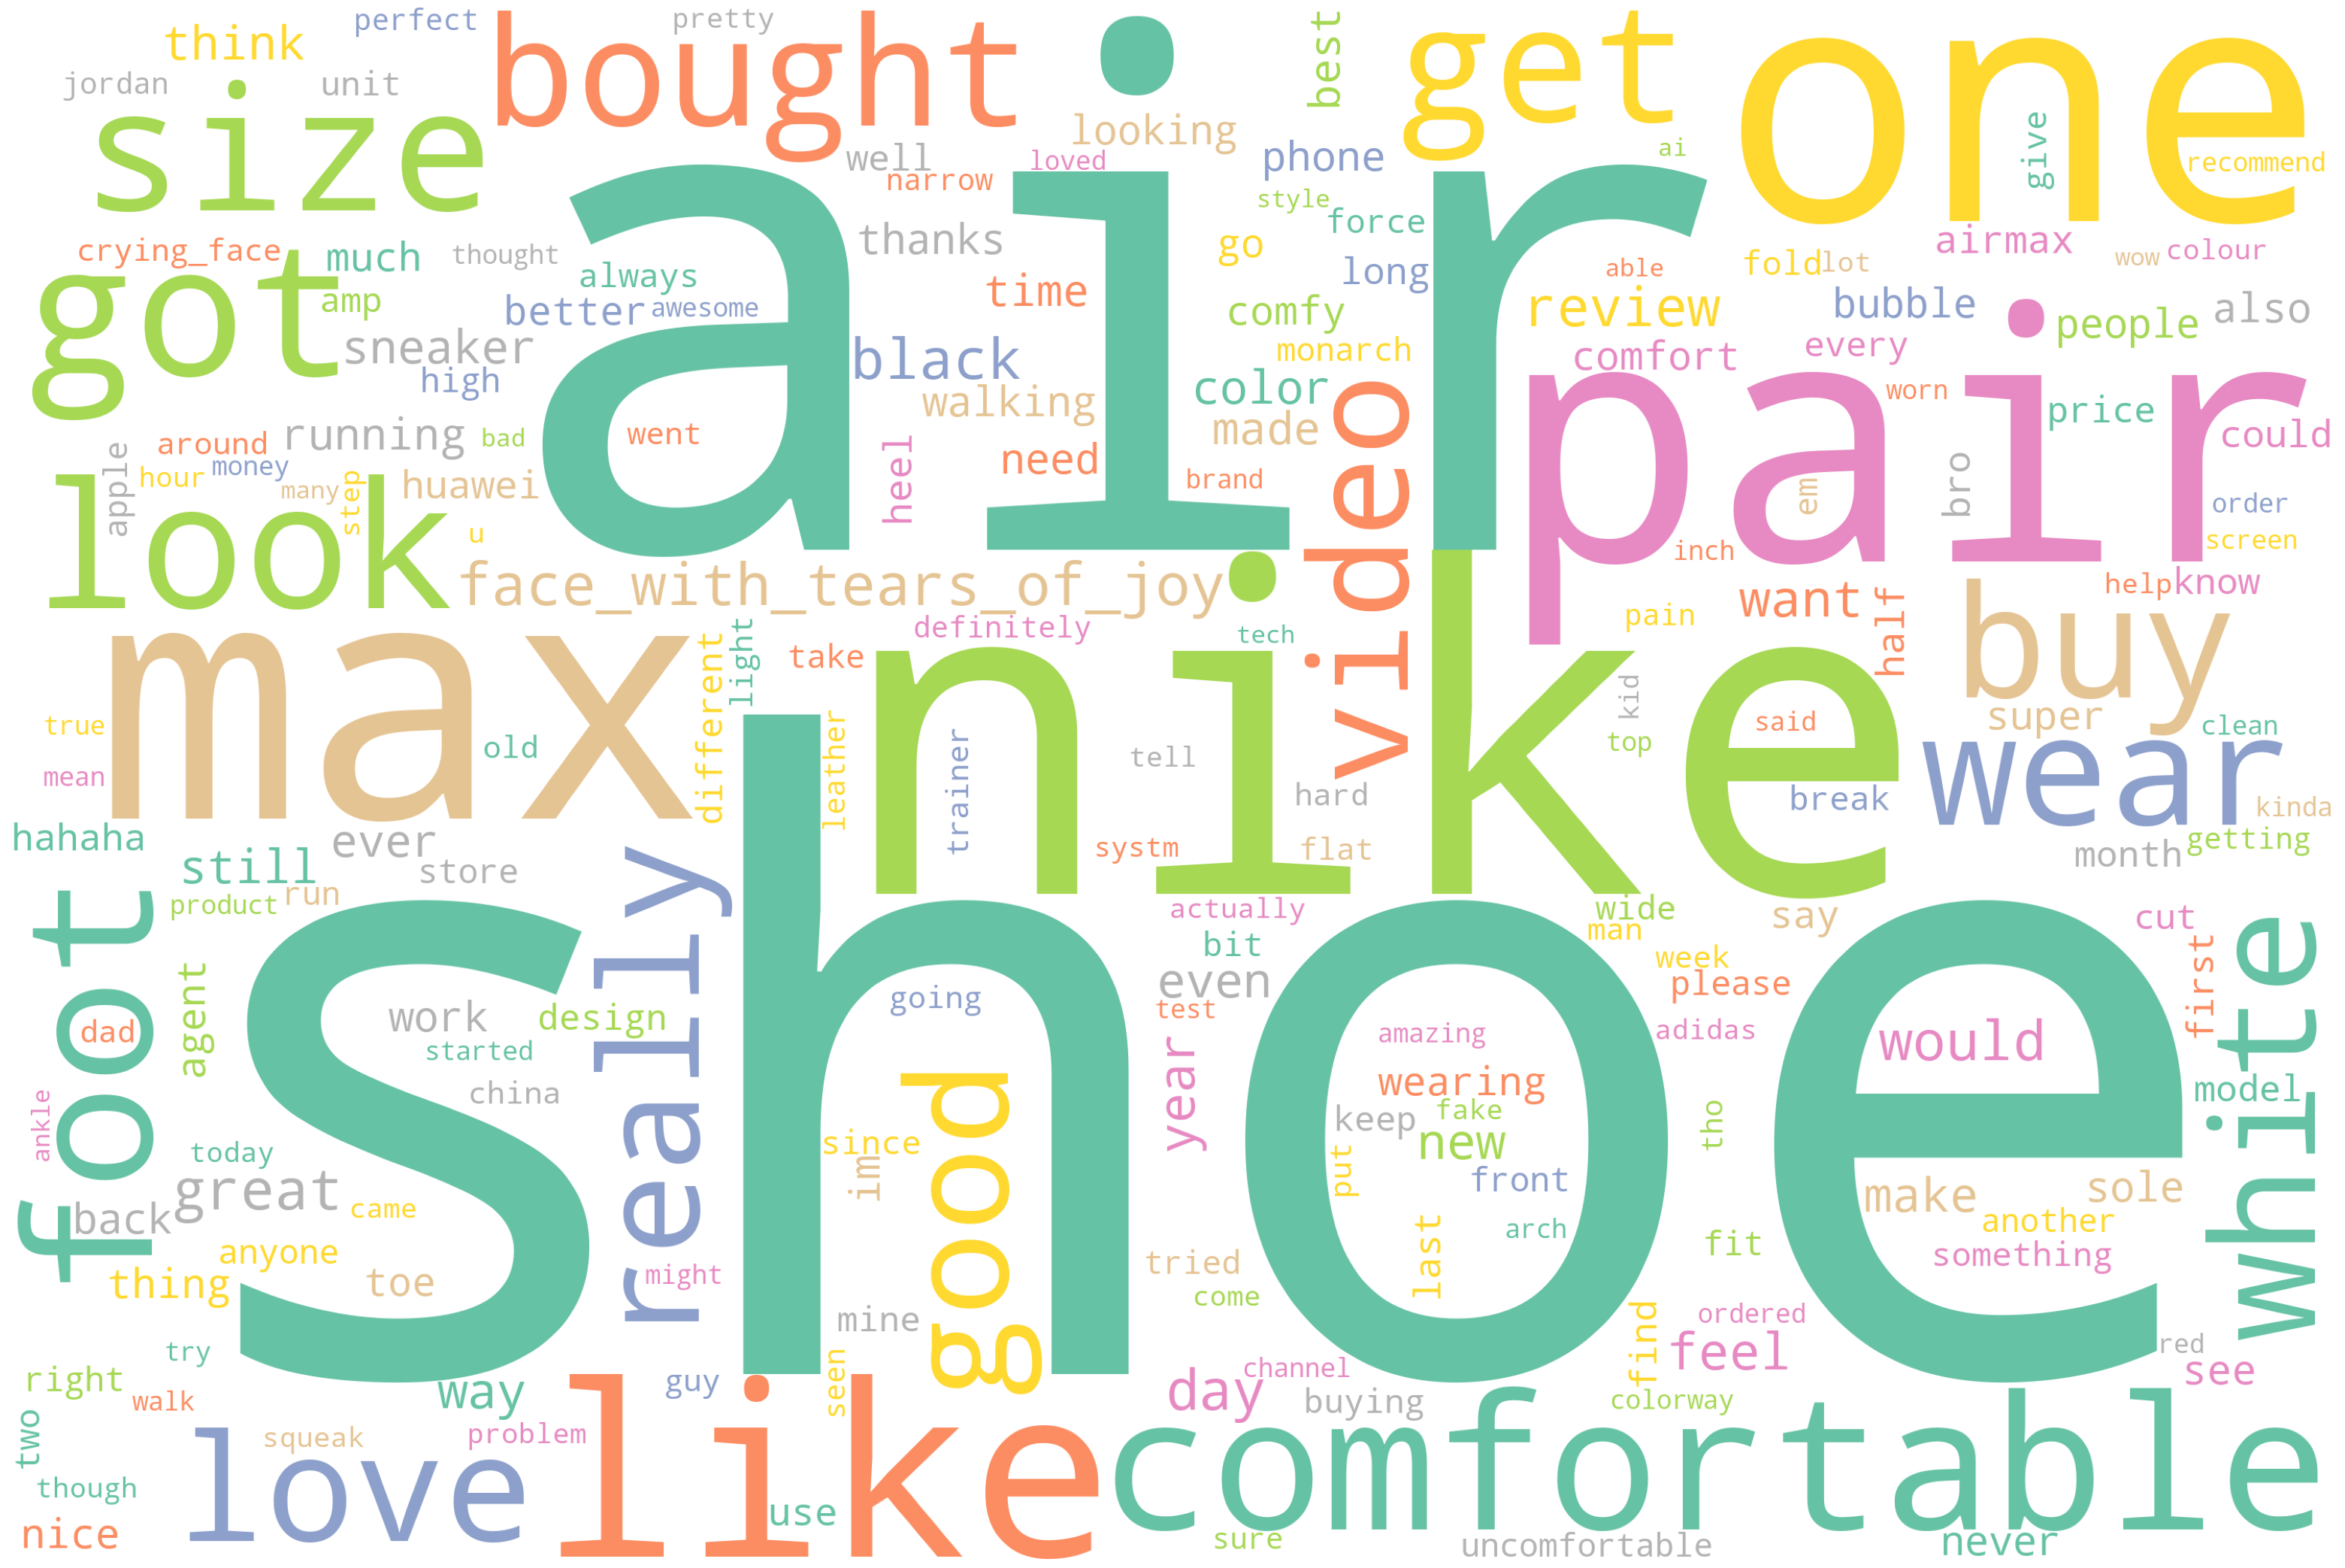 perfect
pretty
think
bought
get
one
best
jordan
unit
size
air
looking
well
loved
narrow
phone
ai
give
recommend
style
force
thanks
go
crying_face
much
thought
always
amp
better
awesome
time
long
able
airmax
fold
lot
wow
colour
got
sneaker
black
comfy
review
bubble
people
also
monarch
comfort
every
high
walking
color
video
pair
worn
price
around
running
bad
went
made
could
look
apple
hour
money
many
step
huawei
heel
need
brand
em
bro
order
u
inch
screen
face_with_tears_of_joy
help
know
want
buy
half
pain
definitely
tech
light
take
different
max
nike
kid
super
true
old
said
clean
mean
leather
trainer
tell
top
wear
hard
break
kinda
hahaha
ever
still
store
systm
flat
month
getting
run
product
foot
shoe
really
actually
wide
say
cut
man
bit
week
even
please
first
white
work
design
going
test
dad
agent
started
amazing
adidas
would
china
year
wearing
model
ankle
good
keep
fake
new
tho
today
since
im
great
put
front
make
sole
back
came
arch
another
anyone
something
thing
toe
might
tried
last
fit
come
mine
find
ordered
feel
red
see
try
right
walk
way
guy
seen
day
channel
buying
colorway
two
squeak
problem
love
like
comfortable
though
use
nice
sure
uncomfortable
never